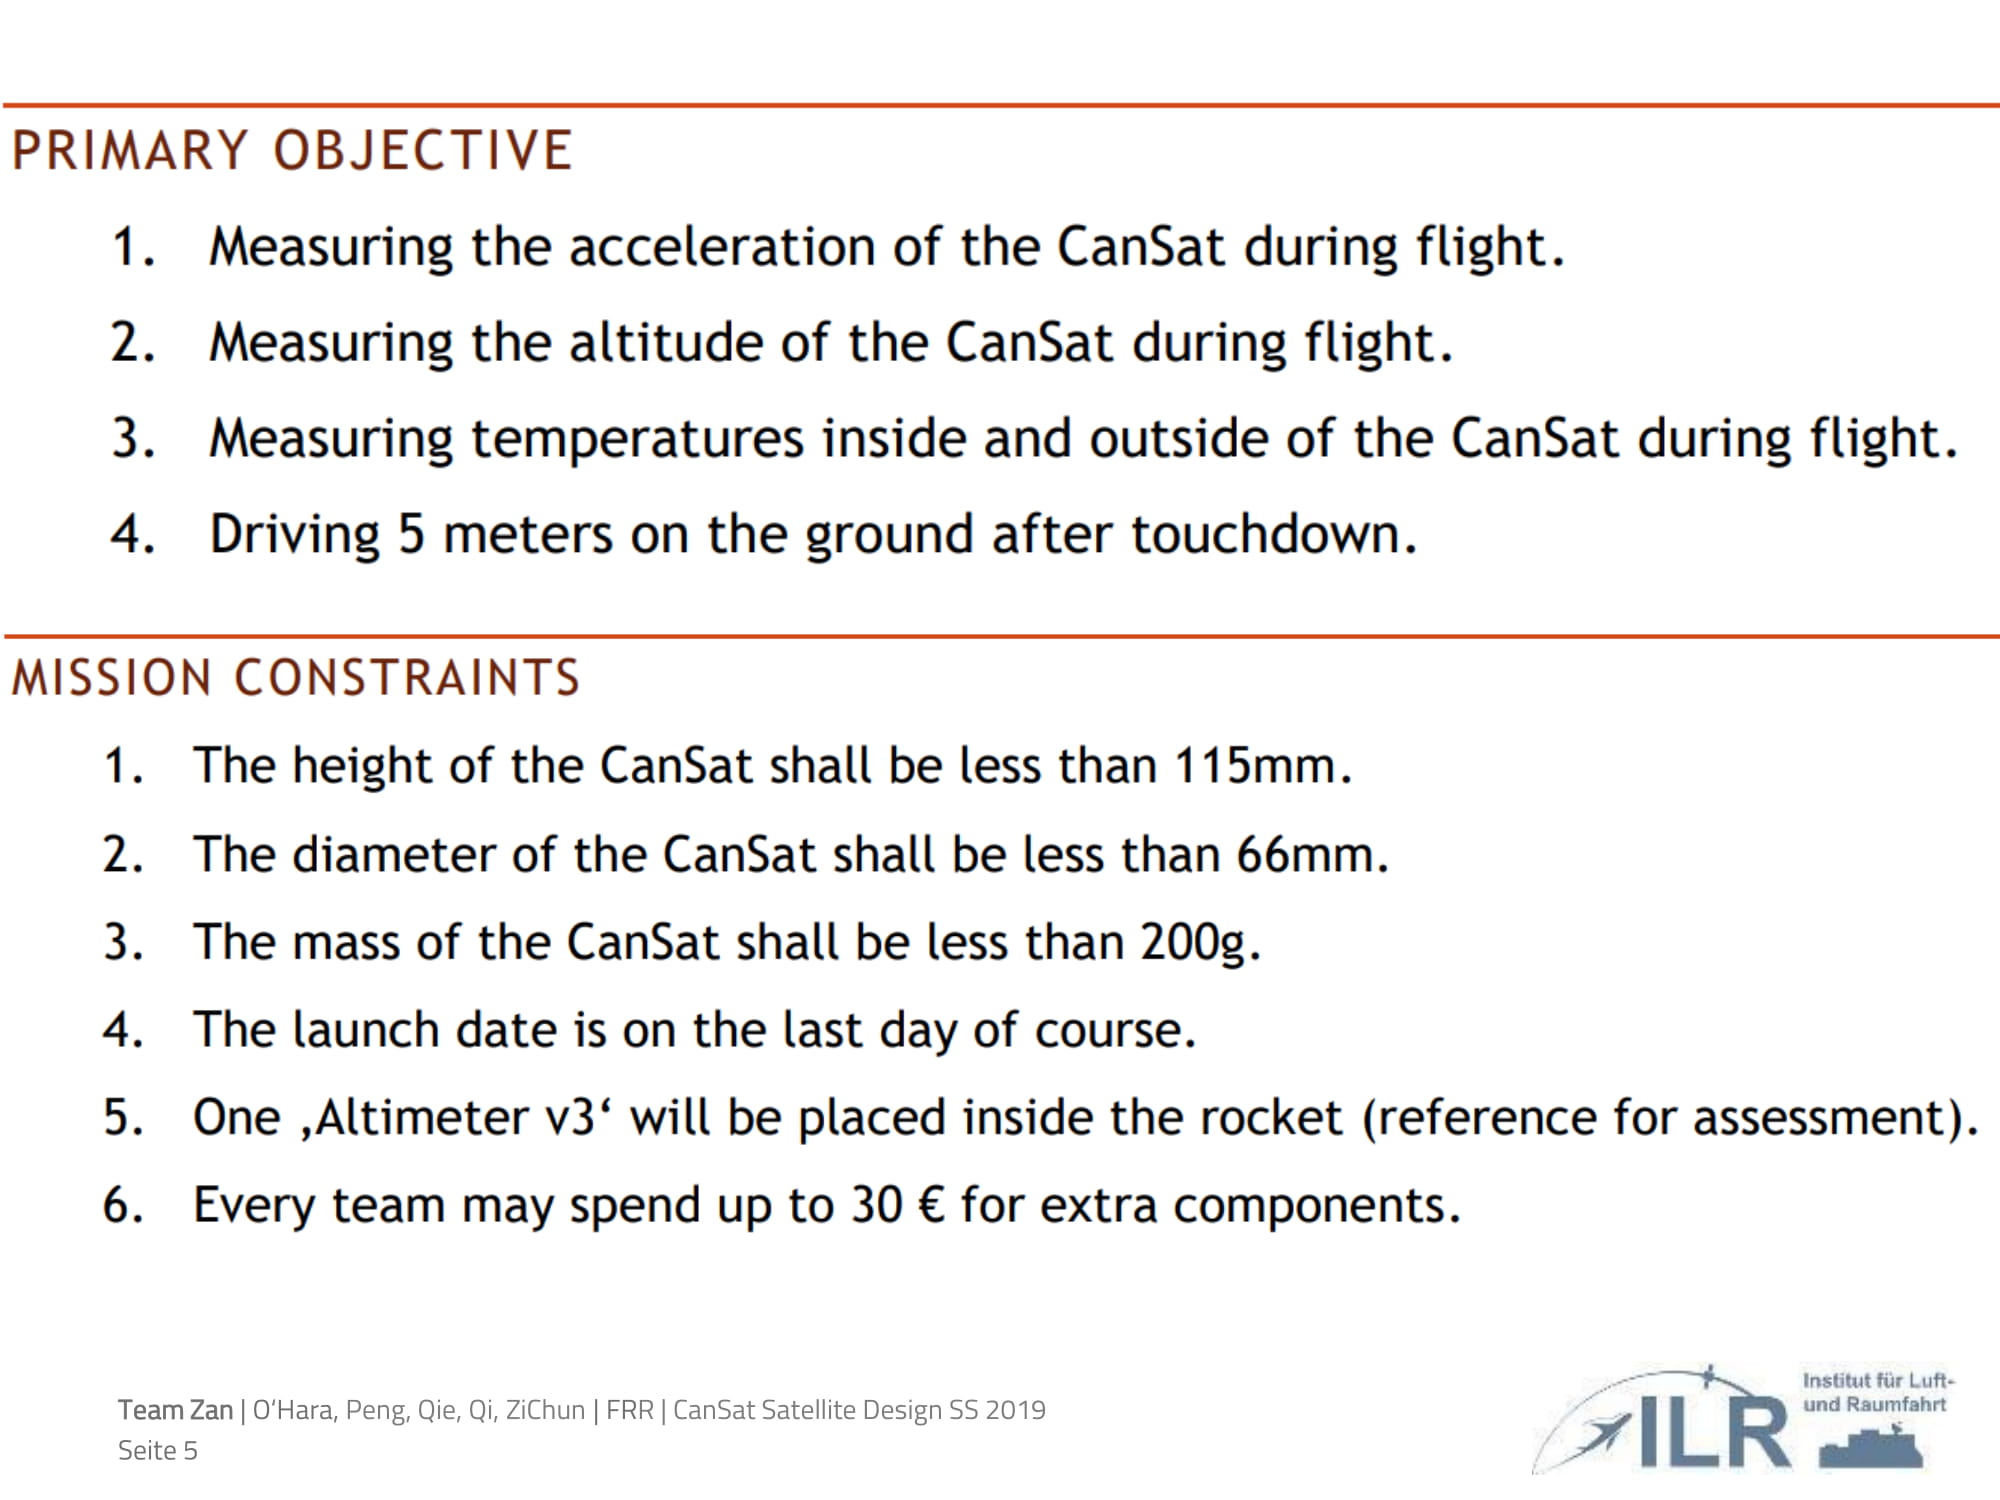 PRIMARY OBJECTIVE
1. Measuring the acceleration of the CanSat during flight.
2. Measuring the altitude of the CanSat during flight.
3. Measuring temperatures inside and outside of the CanSat during flight.
4. Driving 5 meters on the ground after touchdown.
MISSION CONSTRAINTS
1. The height of the CanSat shall be less than 115mm.
2. The diameter of the CanSat shall be less than 66mm.
3. The mass of the CanSat shall be less than 200g.
4. The launch date is on the last day of course.
5. One ‚Altimeter v3‘ will be placed inside the rocket (reference for assessment).
6. Every team may spend up to 30 € for extra components.
Team Zan | O‘Hara, Peng, Qie, Qi, ZiChun | FRR | CanSat Satellite Design SS 2019
Seite 5
ILR
Institut für Luft-
und Raumfahrt